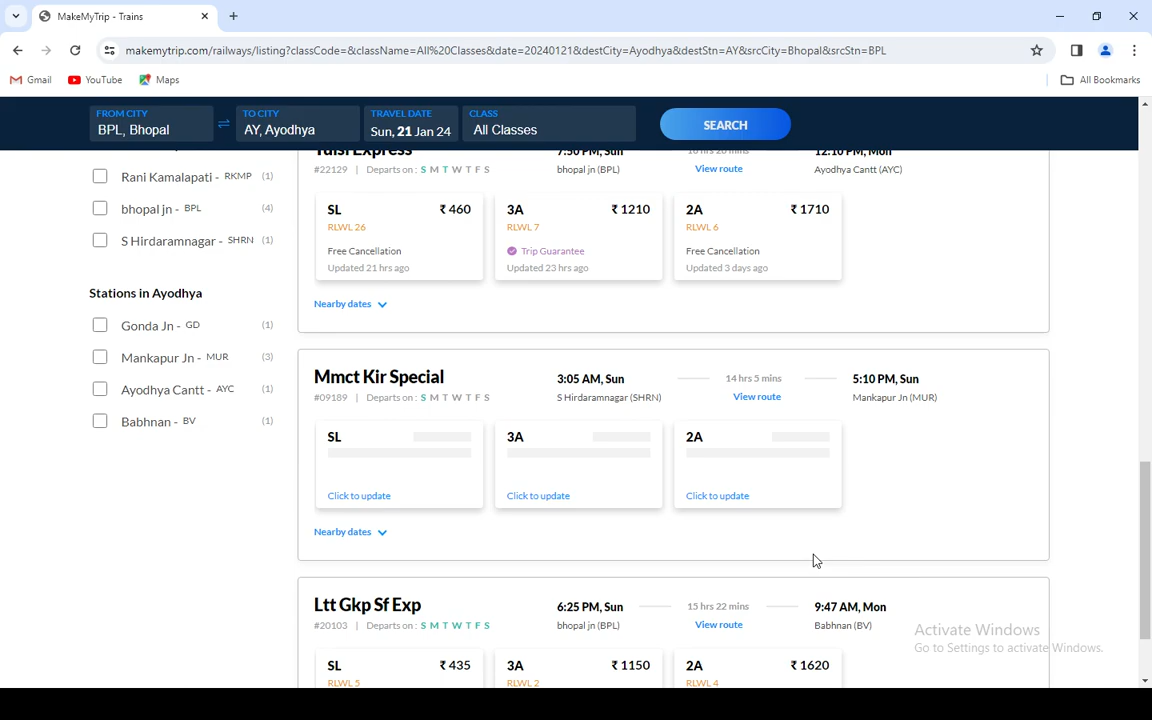 MakeMyTrip - Trains
makemytrip.com/railways/listing?classCode=&className=All%20Classes&date=20240121&destCity=Ayodhya&destStn=AY&srcCity=Bhopal&srcStn=BPL
Gmail YouTube Maps All Bookmarks
FROM CITY TO CITY TRAVEL DATE CLASS
BPL, Bhopal AY, Ayodhya Sun, 21 Jan 24 All Classes SEARCH
Tulsi Express 7:50 PM, Sun 12:10 PM, Mon
Rani Kamalapati - RKMP (1)
bhopal jn - BPL (4)
S Hirdaramnagar - SHRN (1)
Stations in Ayodhya
Gonda Jn - GD (1)
Mankapur Jn - MUR (3)
Ayodhya Cantt - AYC (1)
Babhnan - BV (1)
#22129 | Departs on : S M T W T F S bhopal jn (BPL) View route Ayodhya Cantt (AYC)
SL ₹ 460 3A ₹ 1210 2A ₹ 1710
RLWL 26 RLWL 7 RLWL 6
Free Cancellation Trip Guarantee Free Cancellation
Updated 21 hrs ago Updated 23 hrs ago Updated 3 days ago
Nearby dates
Mmct Kir Special 3:05 AM, Sun 14 hrs 5 mins 5:10 PM, Sun
#09189 | Departs on : S M T W T F S S Hirdaramnagar (SHRN) View route Mankapur Jn (MUR)
SL 3A 2A
Click to update Click to update Click to update
Nearby dates
Ltt Gkp Sf Exp 6:25 PM, Sun 15 hrs 22 mins 9:47 AM, Mon
#20103 | Departs on : S M T W T F S bhopal jn (BPL) View route Babhnan (BV)
SL ₹ 435 3A ₹ 1150 2A ₹ 1620
RLWL 5 RLWL 2 RLWL 4
Activate Windows
Go to Settings to activate Windows.